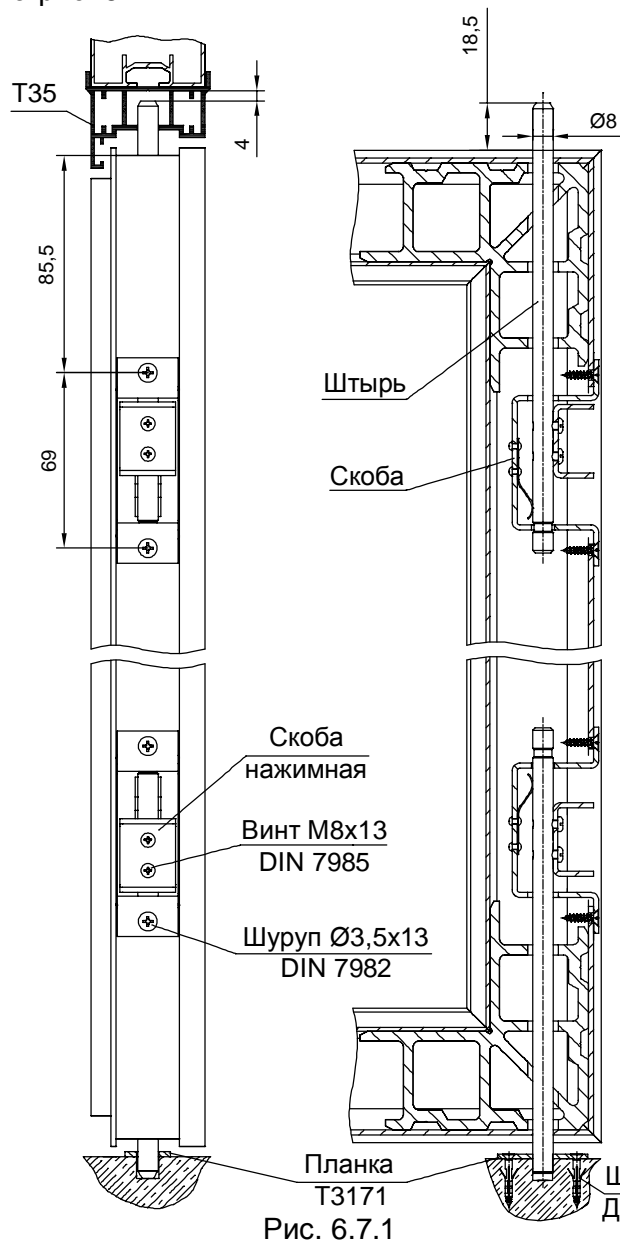 18,5
T35
4
Ø8
85,5
Штырь
69
Скоба
Скоба
нажимная
Винт М8х13
DIN 7985
Шуруп Ø3,5х13
DIN 7982
Планка
Т3171
Рис. 6.7.1